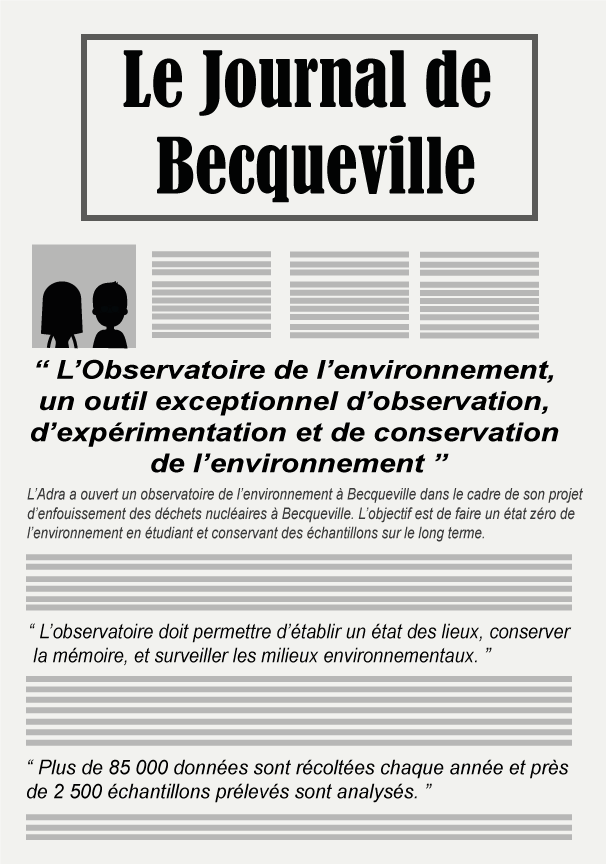 Le Journal de
Becqueville
“ L’Observatoire de l’environnement,
un outil exceptionnel d’observation,
d’expérimentation et de conservation
de l’environnement ”
L’Adra a ouvert un observatoire de l’environnement à Becqueville dans le cadre de son projet
d’enfouissement des déchets nucléaires à Becqueville. L’objectif est de faire un état zéro de
l’environnement en étudiant et conservant des échantillons sur le long terme.
“ L’observatoire doit permettre d’établir un état des lieux, conserver
la mémoire, et surveiller les milieux environnementaux. ”
“ Plus de 85 000 données sont récoltées chaque année et près
de 2 500 échantillons prélevés sont analysés. ”